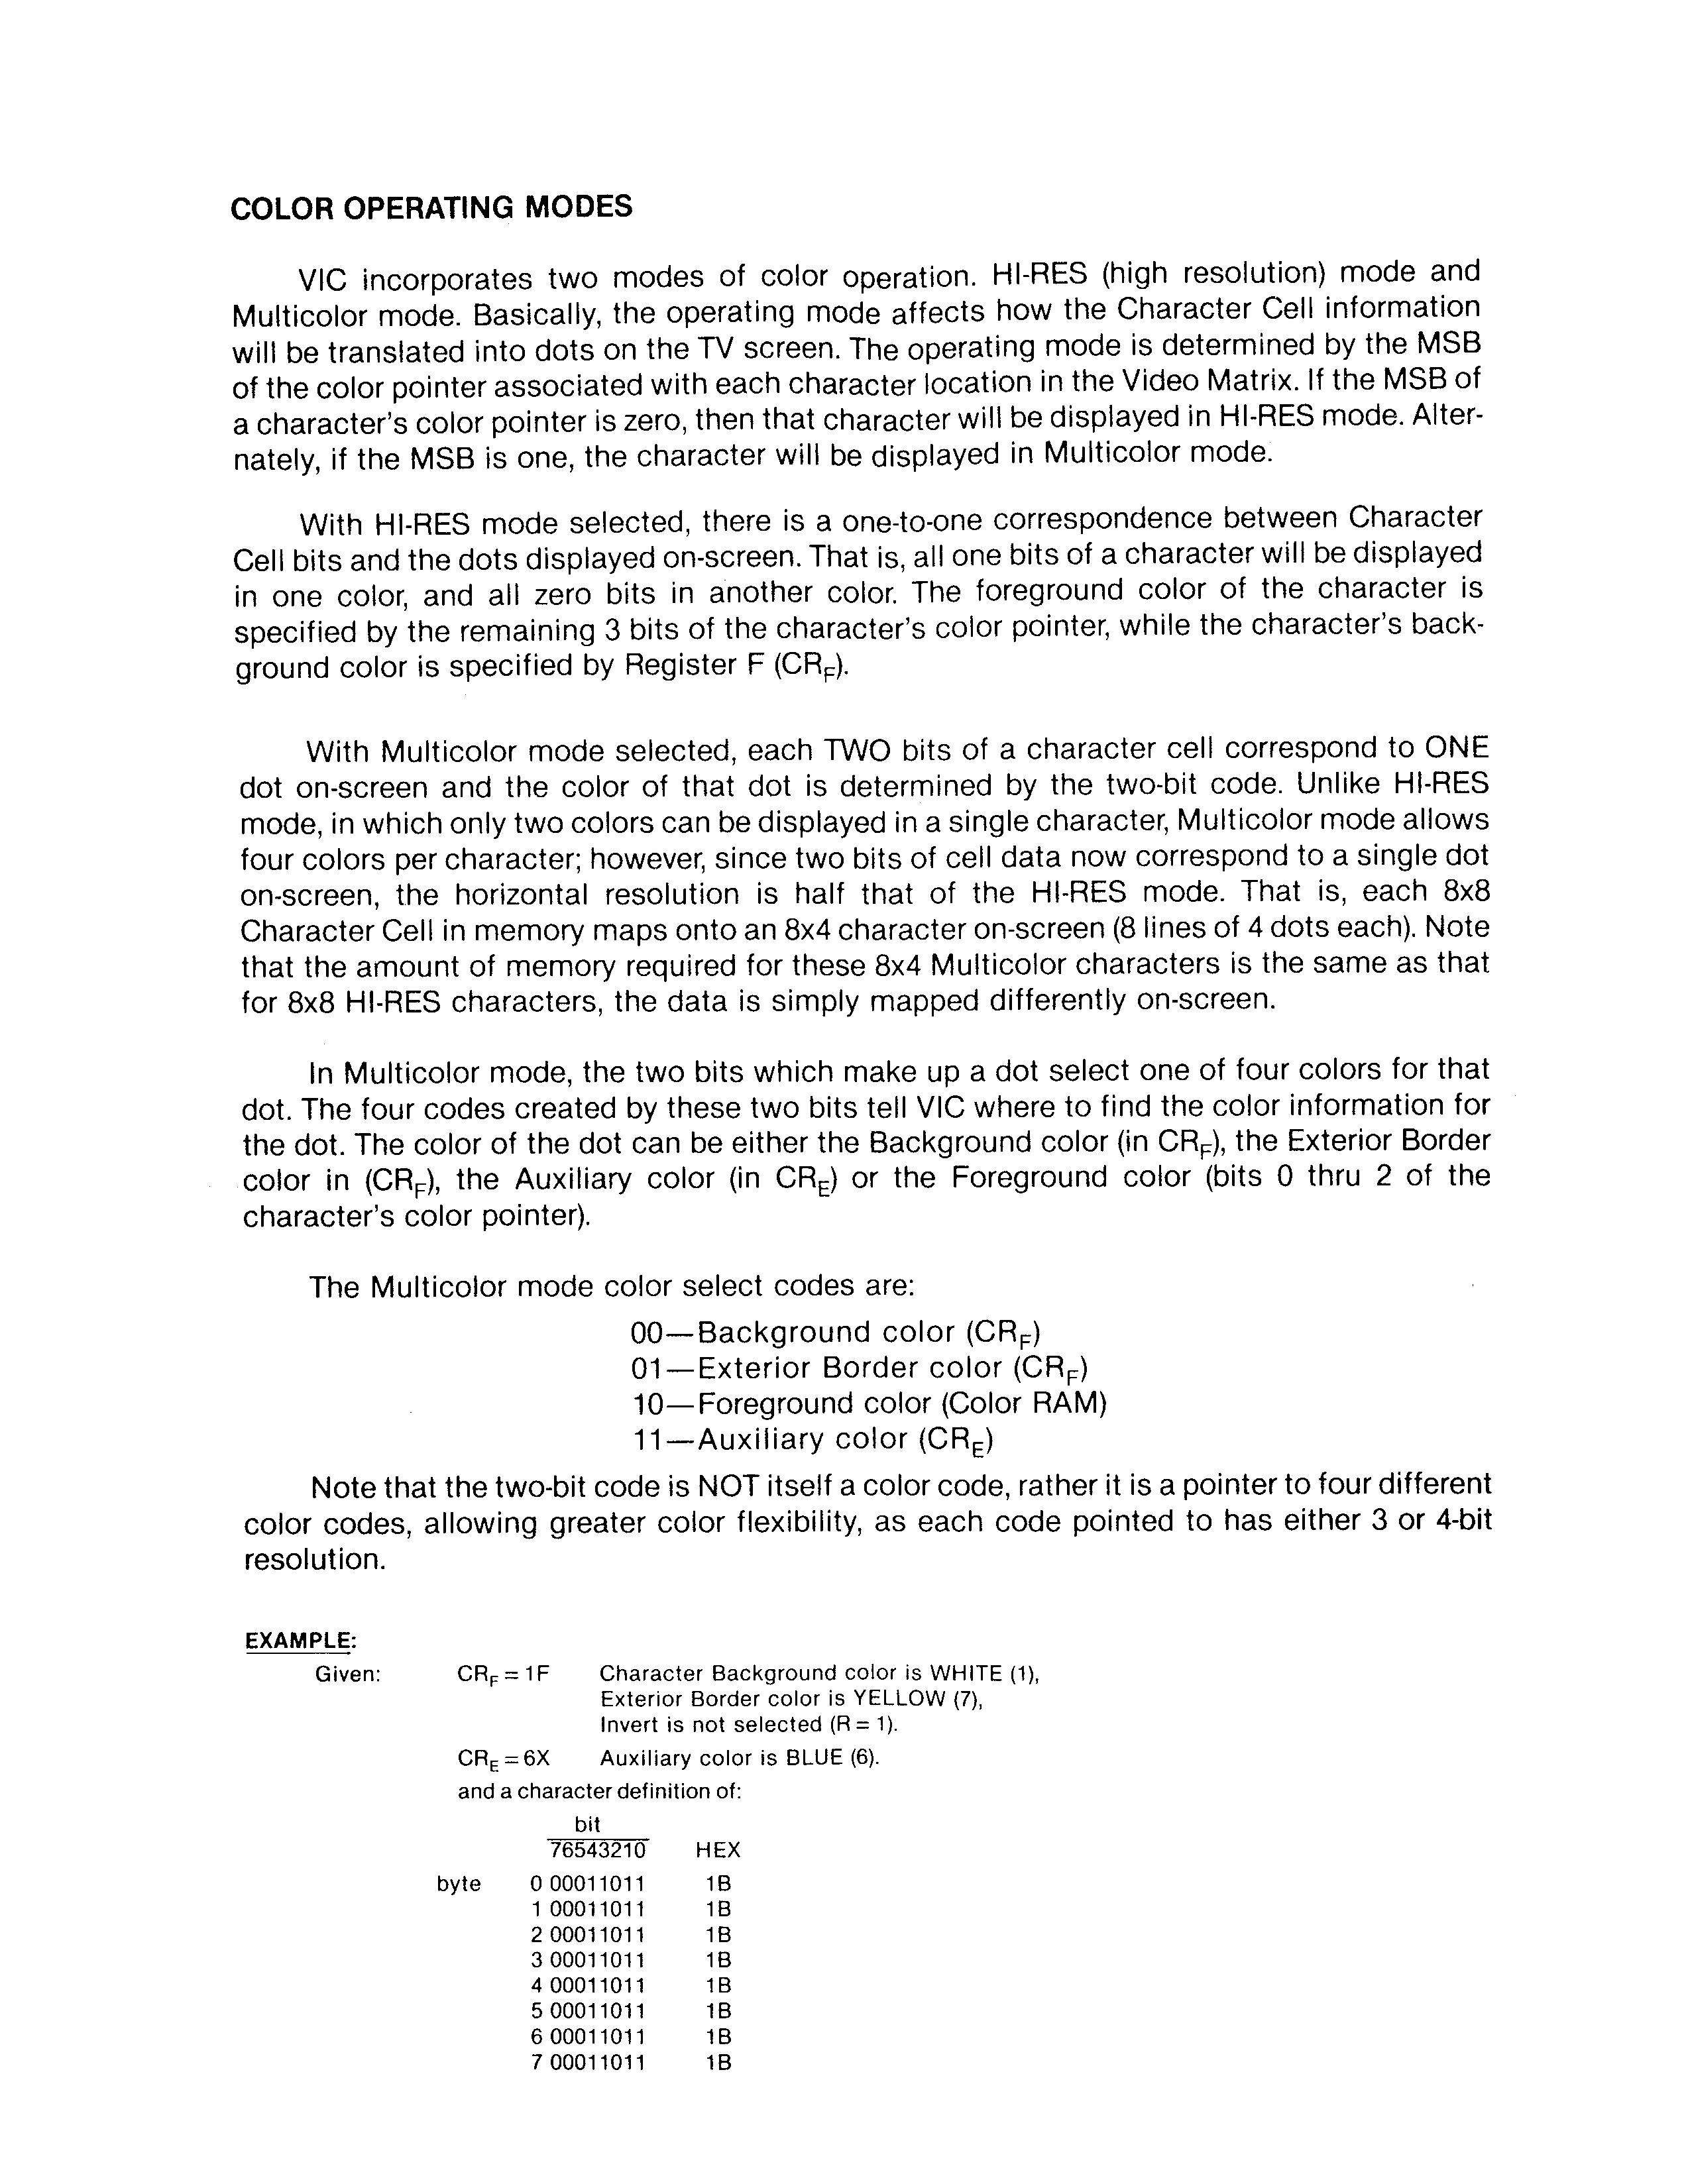 COLOR OPERATING MODES
VIC incorporates two modes of color operation. HI-RES (high resolution) mode and
Multicolor mode. Basically, the operating mode affects how the Character Cell information
will be translated into dots on the TV screen. The operating mode is determined by the MSB
of the color pointer associated with each character location in the Video Matrix. If the MSB of
a character's color pointer is zero, then that character will be displayed in HI-RES mode. Alter-
nately, if the MSB is one, the character will be displayed in Multicolor mode.
With HI-RES mode selected, there is a one-to-one correspondence between Character
Cell bits and the dots displayed on-screen. That is, all one bits of a character will be displayed
in one color, and all zero bits in another color. The foreground color of the character is
specified by the remaining 3 bits of the character's color pointer, while the character's back-
ground color is specified by Register F (CRF).
With Multicolor mode selected, each TWO bits of a character cell correspond to ONE
dot on-screen and the color of that dot is determined by the two-bit code. Unlike HI-RES
mode, in which only two colors can be displayed in a single character, Multicolor mode allows
four colors per character; however, since two bits of cell data now correspond to a single dot
on-screen, the horizontal resolution is half that of the HI-RES mode. That is, each 8x8
Character Cell in memory maps onto an 8x4 character on-screen (8 lines of 4 dots each). Note
that the amount of memory required for these 8x4 Multicolor characters is the same as that
for 8x8 HI-RES characters, the data is simply mapped differently on-screen.
In Multicolor mode, the two bits which make up a dot select one of four colors for that
dot. The four codes created by these two bits tell VIC where to find the color information for
the dot. The color of the dot can be either the Background color (in CRF), the Exterior Border
color in (CRF), the Auxiliary color (in CRE) or the Foreground color (bits 0 thru 2 of the
character's color pointer).
The Multicolor mode color select codes are:
00—Background color (CRF)
01—Exterior Border color (CRF)
10—Foreground color (Color RAM)
11—Auxiliary color (CRE)
Note that the two-bit code is NOT itself a color code, rather it is a pointer to four different
color codes, allowing greater color flexibility, as each code pointed to has either 3 or 4-bit
resolution.
EXAMPLE:
Given: CRF = 1F Character Background color is WHITE (1),
Exterior Border color is YELLOW (7),
Invert is not selected (R = 1).
CRE = 6X Auxiliary color is BLUE (6).
and a character definition of:
bit
76543210 HEX
byte 0 00011011 1B
1 00011011 1B
2 00011011 1B
3 00011011 1B
4 00011011 1B
5 00011011 1B
6 00011011 1B
7 00011011 1B